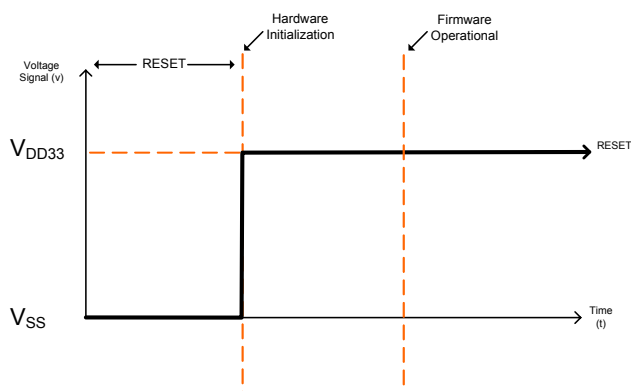 Hardware
Initialization
Firmware
Operational
Voltage
Signal (v)
RESET
VDD33
RESET
VSS
Time
(t)